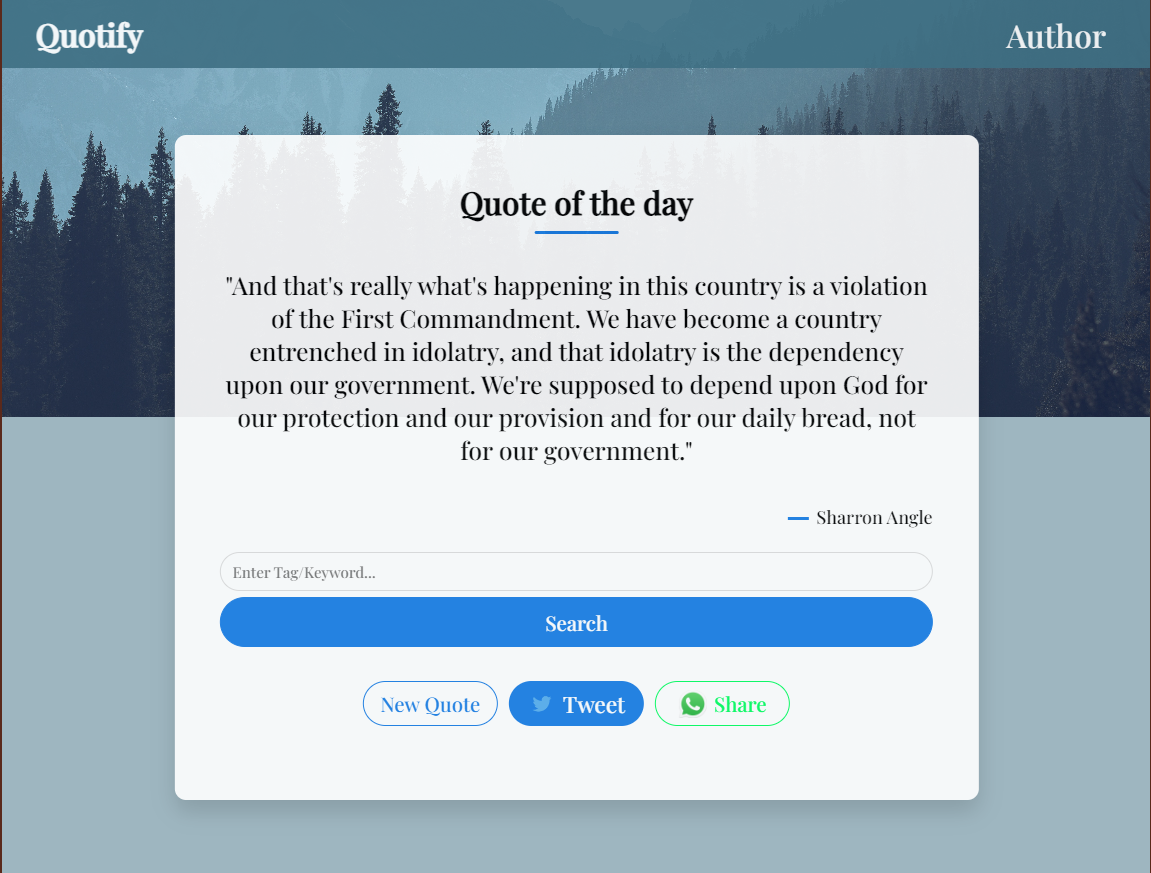 Quotify
Author
Quote of the day
"And that's really what's happening in this country is a violation
of the First Commandment. We have become a country
entrenched in idolatry, and that idolatry is the dependency
upon our government. We're supposed to depend upon God for
our protection and our provision and for our daily bread, not
for our government."
Sharron Angle
Enter Tag/Keyword...
Search
New Quote
Tweet
Share